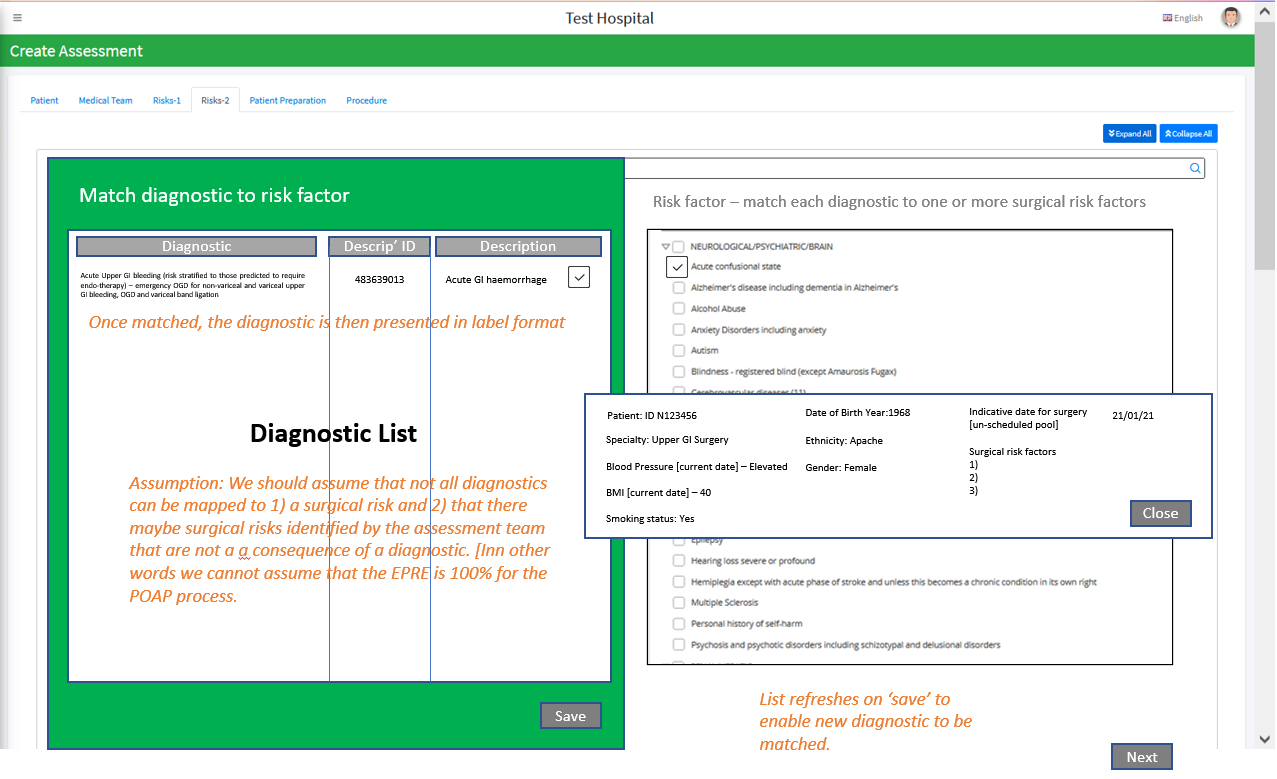 Test Hospital
English
Create Assessment
Patient
Medical Team
Risks-1
Risks-2
Patient Preparation
Procedure
Expand All
Collapse All
Match diagnostic to risk factor
Diagnostic
Descrip’ ID
Description
Acute Upper GI bleeding (risk stratified to those predicted to require
endo-therapy) – emergency OGD for non-variceal and variceal upper
GI bleeding, OGD and variceal band ligation
483639013
Acute GI haemorrhage
Once matched, the diagnostic is then presented in label format
Diagnostic List
Assumption: We should assume that not all diagnostics
can be mapped to 1) a surgical risk and 2) that there
maybe surgical risks identified by the assessment team
that are not a g consequence of a diagnostic. [Inn other
words we cannot assume that the EPRE is 100% for the
POAP process.
Save
Risk factor – match each diagnostic to one or more surgical risk factors
NEUROLOGICAL/PSYCHIATRIC/BRAIN
Acute confusional state
Alzheimer's disease including dementia in Alzheimer's
Alcohol Abuse
Anxiety Disorders including anxiety
Autism
Blindness - registered blind (except Amaurosis Fugax)
Cerebrovascular diseases (11)
Patient: ID N123456
Specialty: Upper GI Surgery
Blood Pressure [current date] – Elevated
BMI [current date] – 40
Smoking status: Yes
Date of Birth Year:1968
Ethnicity: Apache
Gender: Female
Indicative date for surgery
[un-scheduled pool]
21/01/21
Surgical risk factors
1)
2)
3)
Close
Epilepsy
Hearing loss severe or profound
Hemiplegia except with acute phase of stroke and unless this becomes a chronic condition in its own right
Multiple Sclerosis
Personal history of self-harm
Psychosis and psychotic disorders including schizotypal and delusional disorders
List refreshes on ‘save’ to
enable new diagnostic to be
matched.
Next